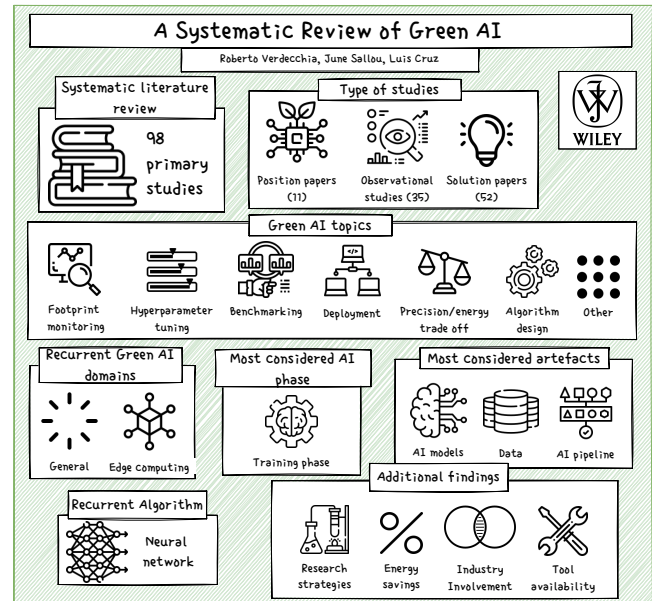 A Systematic Review of Green AI
Roberto Verdecchia, June Sallou, Luis Cruz
Systematic literature
review
98
primary
studies
Type of studies
Position papers
(11)
Observational
studies (35)
Solution papers
(52)
WILEY
Green AI topics
</>
Footprint
monitoring
Hyperparameter
tuning
Benchmarking
Deployment
Precision/energy
trade off
Algorithm
design
Other
Recurrent Green AI
domains
General
Edge computing
Most considered AI
phase
Training phase
Most considered artefacts
AI models
Data
AI pipeline
Recurrent Algorithm
Neural
network
Additional findings
Research
strategies
Energy
savings
Industry
Involvement
Tool
availability